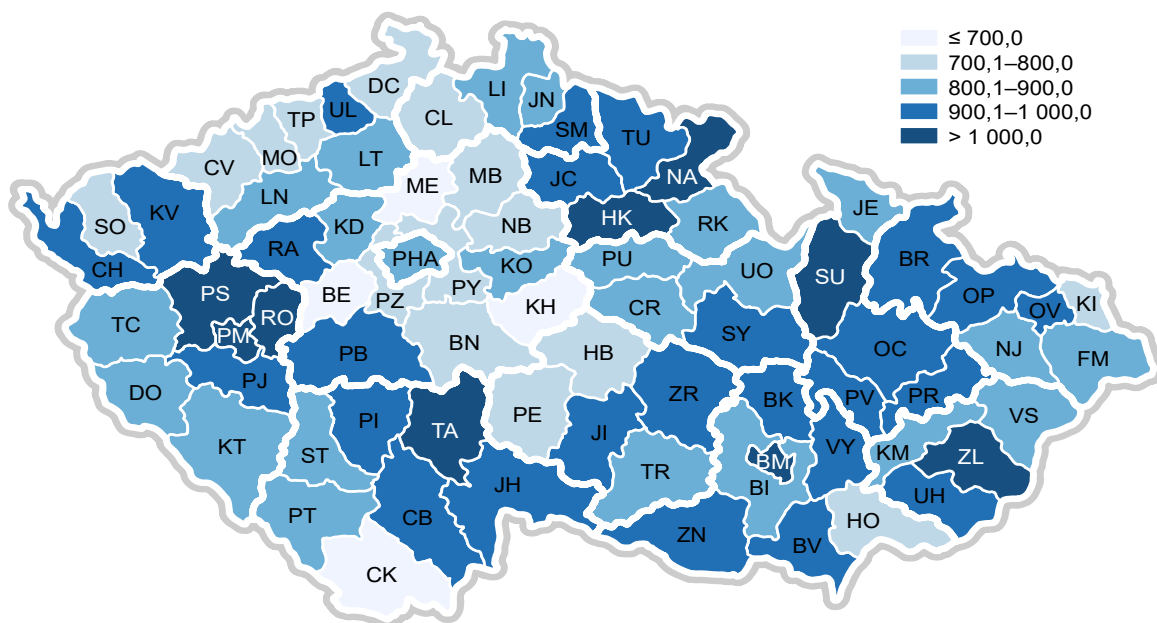 ≤ 700,0
700,1–800,0
800,1–900,0
900,1–1 000,0
> 1 000,0
DC
LI
JN
UL
TP
CL
SM
TU
MO
LT
CV
ME
MB
JC
NA
LN
SO
KV
KD
NB
HK
RK
JE
RA
PHA
KO
PU
UO
BR
CH
PS
BE
PZ
PY
KH
SU
OP
OV
KI
TC
PM
RO
CR
SY
PB
BN
HB
OC
NJ
FM
PJ
DO
PI
TA
PE
ZR
BK
PV
PR
VS
KT
ST
JI
VY
KM
ZL
TR
BM
BI
JH
UH
PT
CB
ZN
BV
HO
CK